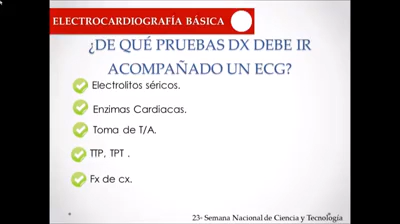 ELECTROCARDIOGRAFÍA BÁSICA
¿DE QUÉ PRUEBAS DX DEBE IR
ACOMPAÑADO UN ECG?
Electrolitos séricos.
Enzimas Cardiacas.
Toma de T/A.
TTP, TPT .
Fx de cx.
23ª Semana Nacional de Ciencia y Tecnología